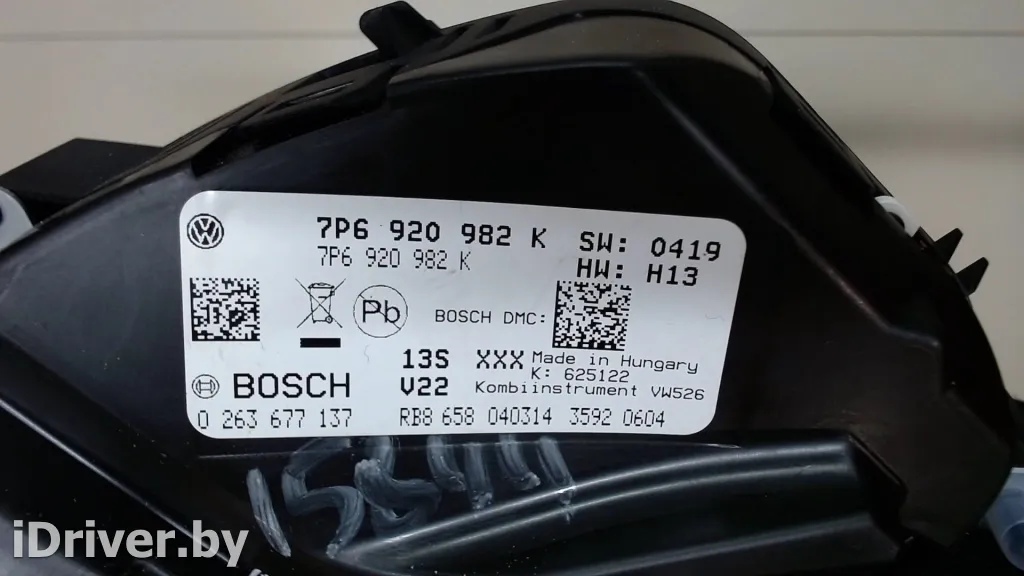 7P6 920 982 K SW: 0419
7P6 920 982 K HW: H13
Pb BOSCH DMC:
13S XXX Made in Hungary
K: 625122
BOSCH V22 Kombiinstrument VW526
0 263 677 137 RB8 658 040314 3592 0604
iDriver.by